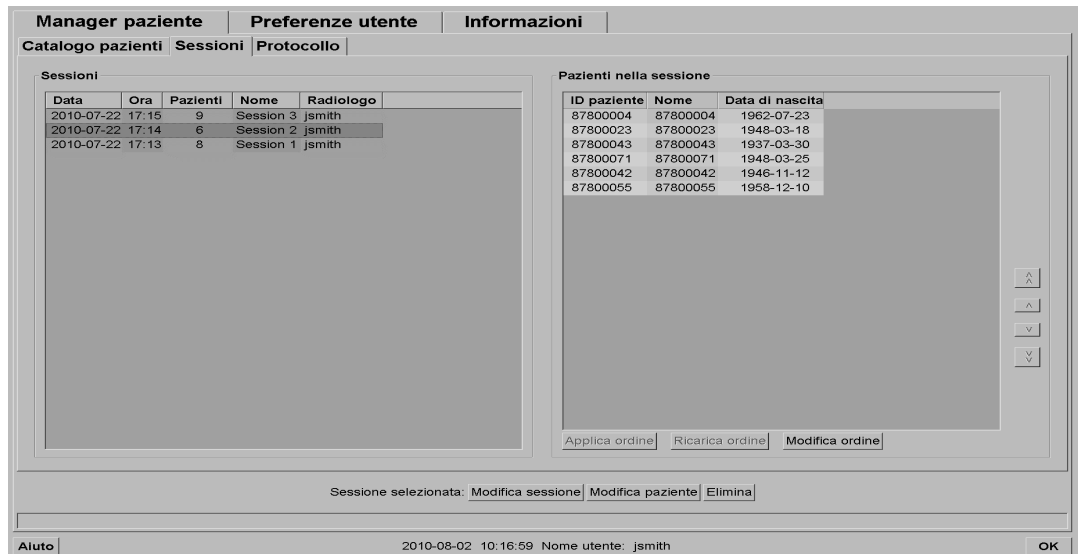 Manager paziente Preferenze utente Informazioni
Catalogo pazienti Sessioni Protocollo
Sessioni
Data Ora Pazienti Nome Radiologo
2010-07-22 17:15 9 Session 3 jsmith
2010-07-22 17:14 6 Session 2 jsmith
2010-07-22 17:13 8 Session 1 jsmith
Pazienti nella sessione
ID paziente Nome Data di nascita
87800004 87800004 1962-07-23
87800023 87800023 1948-03-18
87800043 87800043 1937-03-30
87800071 87800071 1948-03-25
87800042 87800042 1946-11-12
87800055 87800055 1958-12-10
Applica ordine Ricarica ordine Modifica ordine
Sessione selezionata: Modifica sessione Modifica paziente Elimina
Aiuto 2010-08-02 10:16:59 Nome utente: jsmith OK